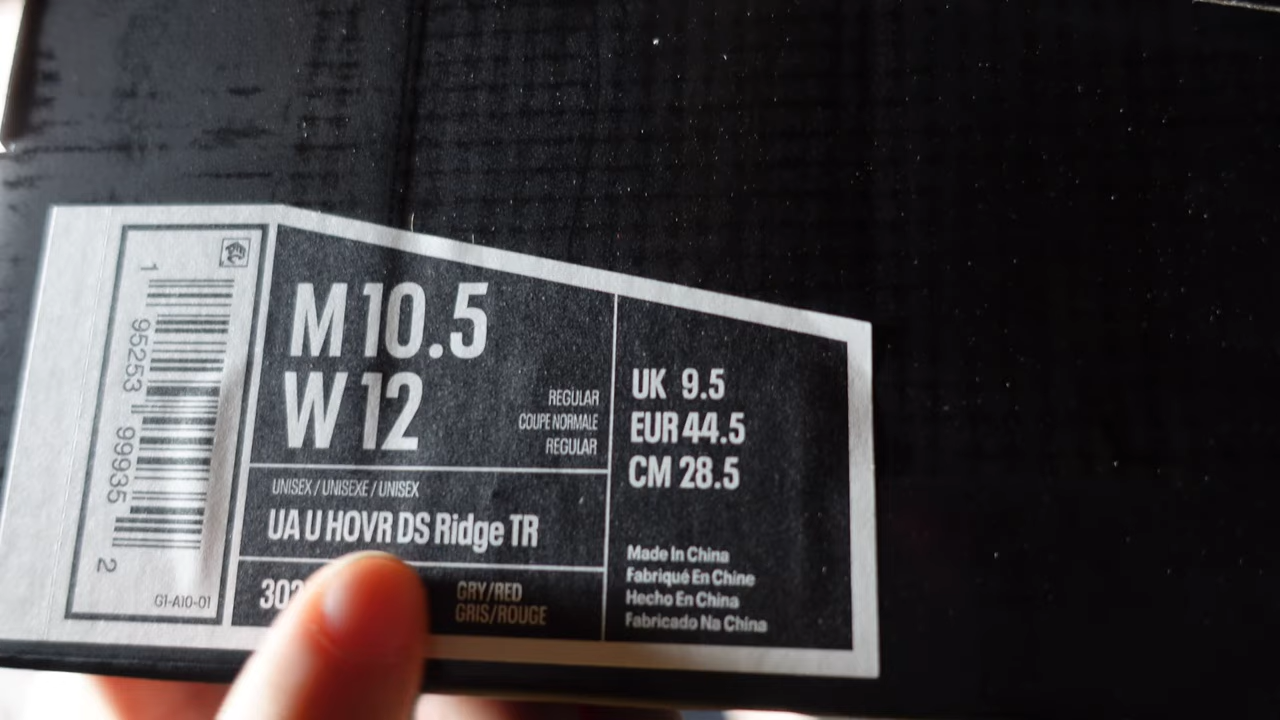 1 95253 99935 2
G1-A10-01
M 10.5
W 12
REGULAR
COUPE NORMALE
REGULAR
UNISEX / UNISEXE / UNISEX
UA U HOVR DS Ridge TR
GRY/RED
GRIS/ROUGE
UK 9.5
EUR 44.5
CM 28.5
Made In China
Fabriqué En Chine
Hecho En China
Fabricado Na China